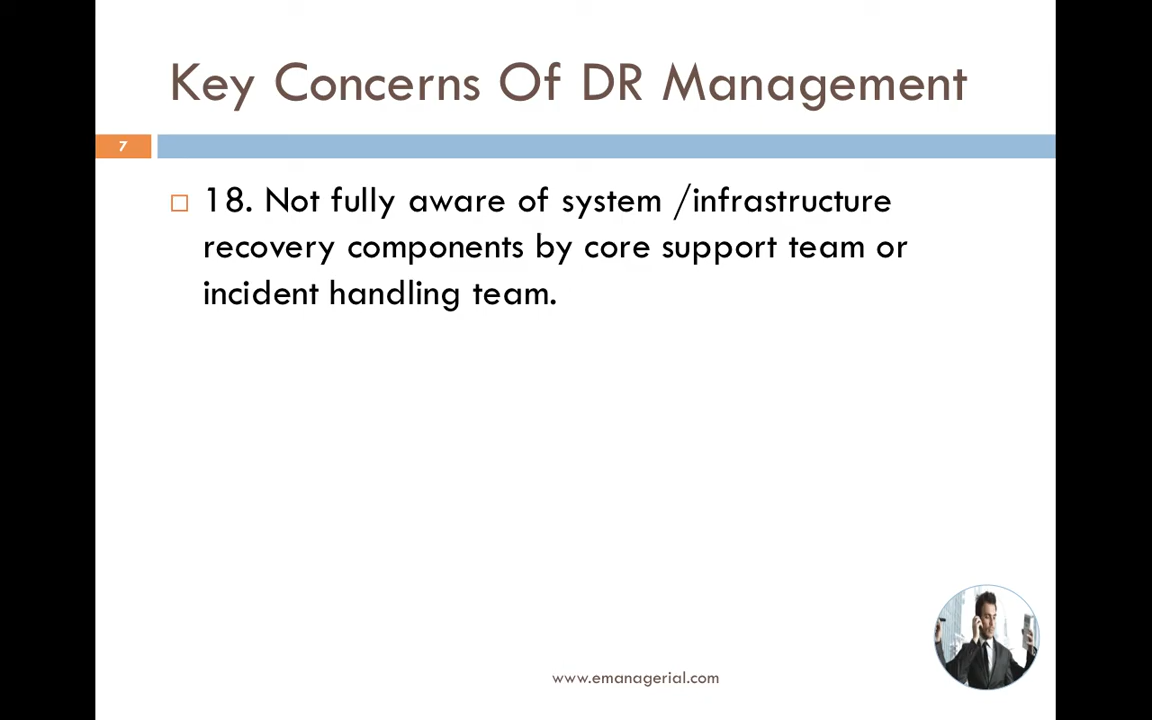 Key Concerns Of DR Management
7
18. Not fully aware of system /infrastructure
recovery components by core support team or
incident handling team.
www.emanagerial.com